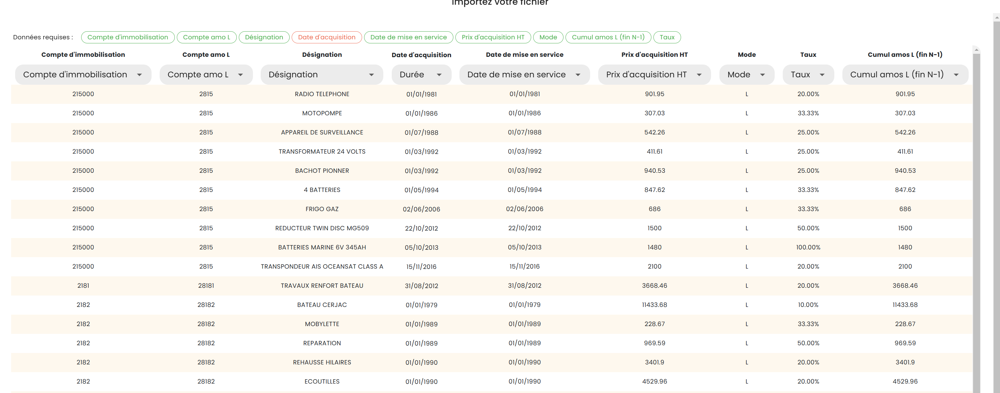 Importez votre fichier
Données requises : Compte d'immobilisation Compte amo L Désignation Date d'acquisition Date de mise en service Prix d'acquisition HT Mode Cumul amos L (fin N-1) Taux
Compte d'immobilisation Compte amo L Désignation Date d'acquisition Date de mise en service Prix d'acquisition HT Mode Taux Cumul amos L (fin N-1)
Compte d'immobilisation Compte amo L Désignation Durée Date de mise en service Prix d'acquisition HT Mode Taux Cumul amos L (fin N-1)
215000 2815 RADIO TELEPHONE 01/01/1981 01/01/1981 901.95 L 20.00% 901.95
215000 2815 MOTOPOMPE 01/01/1986 01/01/1986 307.03 L 33.33% 307.03
215000 2815 APPAREIL DE SURVEILLANCE 01/07/1988 01/07/1988 542.26 L 25.00% 542.26
215000 2815 TRANSFORMATEUR 24 VOLTS 01/03/1992 01/03/1992 411.61 L 25.00% 411.61
215000 2815 BACHOT PIONNER 01/03/1992 01/03/1992 940.53 L 25.00% 940.53
215000 2815 4 BATTERIES 01/05/1994 01/05/1994 847.62 L 33.33% 847.62
215000 2815 FRIGO GAZ 02/06/2006 02/06/2006 686 L 33.33% 686
215000 2815 REDUCTEUR TWIN DISC MG509 22/10/2012 22/10/2012 1500 L 50.00% 1500
215000 2815 BATTERIES MARINE 6V 345AH 05/10/2013 05/10/2013 1480 L 100.00% 1480
215000 2815 TRANSPONDEUR AIS OCEANSAT CLASS A 15/11/2016 15/11/2016 2100 L 20.00% 2100
2181 28181 TRAVAUX RENFORT BATEAU 31/08/2012 31/08/2012 3668.46 L 20.00% 3668.46
2182 28182 BATEAU CERJAC 01/01/1979 01/01/1979 11433.68 L 10.00% 11433.68
2182 28182 MOBYLETTE 01/01/1989 01/01/1989 228.67 L 33.33% 228.67
2182 28182 REPARATION 01/01/1989 01/01/1989 969.59 L 50.00% 969.59
2182 28182 REHAUSSE HILAIRES 01/01/1990 01/01/1990 3401.9 L 20.00% 3401.9
2182 28182 ECOUTILLES 01/01/1990 01/01/1990 4529.96 L 20.00% 4529.96